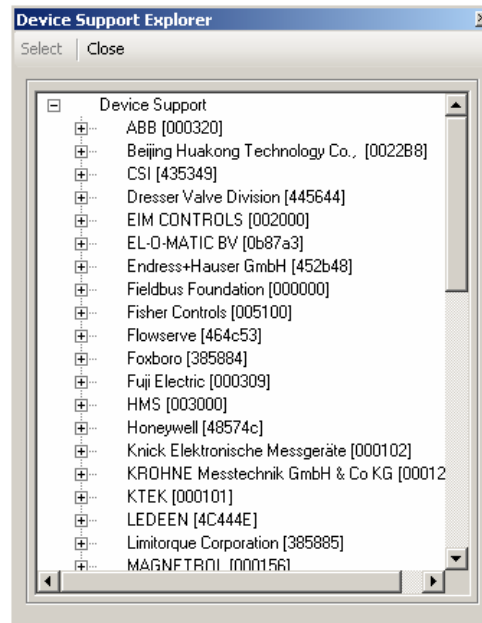 Device Support Explorer
Select Close
Device Support
ABB [000320]
Beijing Huakong Technology Co., [0022B8]
CSI [435349]
Dresser Valve Division [445644]
EIM CONTROLS [002000]
EL-O-MATIC BV [0b87a3]
Endress+Hauser GmbH [452b48]
Fieldbus Foundation [000000]
Fisher Controls [005100]
Flowserve [464c53]
Foxboro [385884]
Fuji Electric [000309]
HMS [003000]
Honeywell [48574c]
Knick Elektronische Messgeräte [000102]
KROHNE Messtechnik GmbH & Co KG [00012
KTEK [000101]
LEDEEN [4C444E]
Limitorque Corporation [385885]
MAGNETROL [000156]